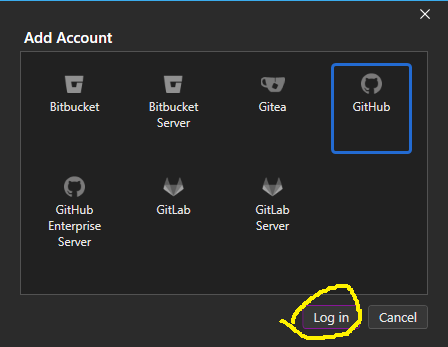 Add Account
Bitbucket
Bitbucket
Server
Gitea
GitHub
GitHub
Enterprise
Server
GitLab
GitLab
Server
Log in
Cancel